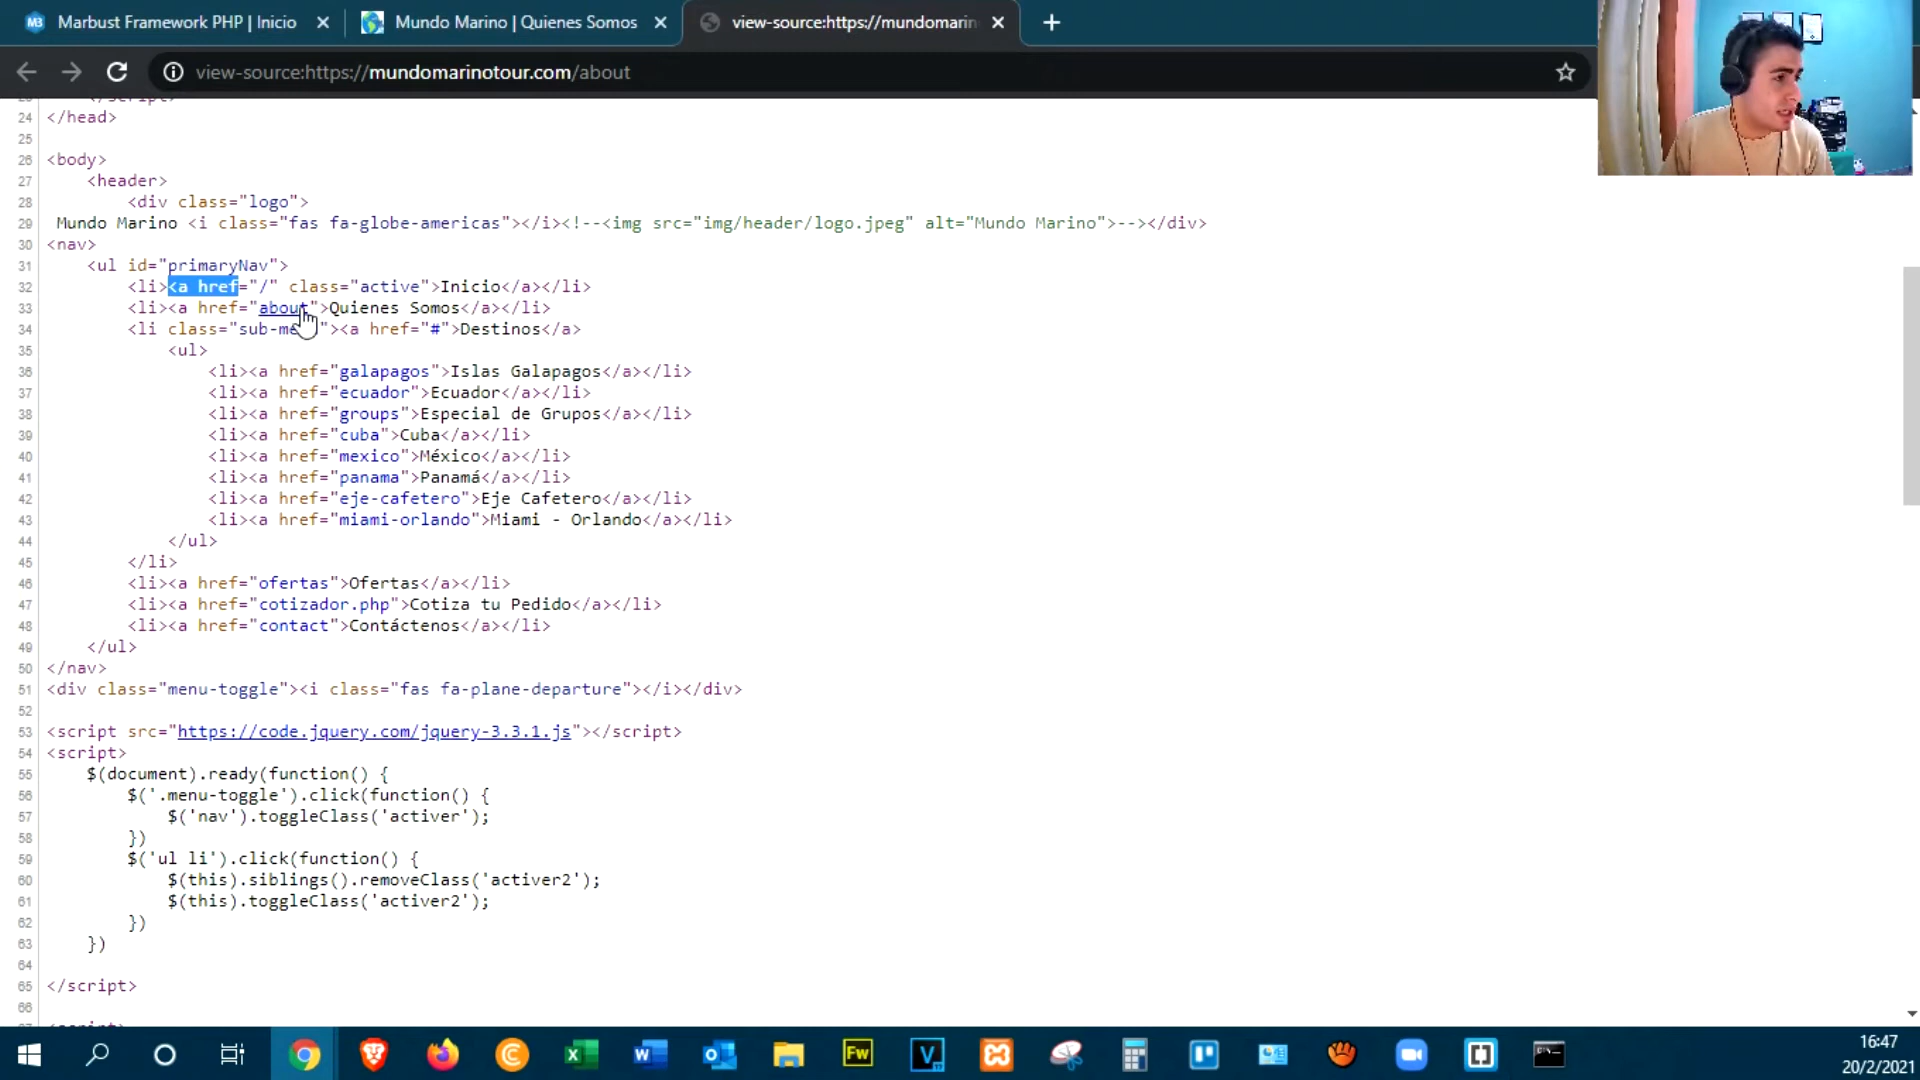 Marbust Framework PHP | Inicio
Mundo Marino | Quienes Somos
view-source:https://mundomarin
view-source:https://mundomarinotour.com/about
24 </head>
25
26 <body>
27 <header>
28 <div class="logo">
29 Mundo Marino <i class="fas fa-globe-americas"></i><!--<img src="img/header/logo.jpeg" alt="Mundo Marino">--></div>
30 <nav>
31 <ul id="primaryNav">
32 <li><a href="/" class="active">Inicio</a></li>
33 <li><a href="about">Quienes Somos</a></li>
34 <li class="sub-me "><a href="#">Destinos</a>
35 <ul>
36 <li><a href="galapagos">Islas Galapagos</a></li>
37 <li><a href="ecuador">Ecuador</a></li>
38 <li><a href="groups">Especial de Grupos</a></li>
39 <li><a href="cuba">Cuba</a></li>
40 <li><a href="mexico">México</a></li>
41 <li><a href="panama">Panamá</a></li>
42 <li><a href="eje-cafetero">Eje Cafetero</a></li>
43 <li><a href="miami-orlando">Miami - Orlando</a></li>
44 </ul>
45 </li>
46 <li><a href="ofertas">Ofertas</a></li>
47 <li><a href="cotizador.php">Cotiza tu Pedido</a></li>
48 <li><a href="contact">Contáctenos</a></li>
49 </ul>
50 </nav>
51 <div class="menu-toggle"><i class="fas fa-plane-departure"></i></div>
52
53 <script src="https://code.jquery.com/jquery-3.3.1.js"></script>
54 <script>
55 $(document).ready(function() {
56 $('.menu-toggle').click(function() {
57 $('nav').toggleClass('activer');
58 })
59 $('ul li').click(function() {
60 $(this).siblings().removeClass('activer2');
61 $(this).toggleClass('activer2');
62 })
63 })
64
65 </script>
66
16:47
20/2/2021